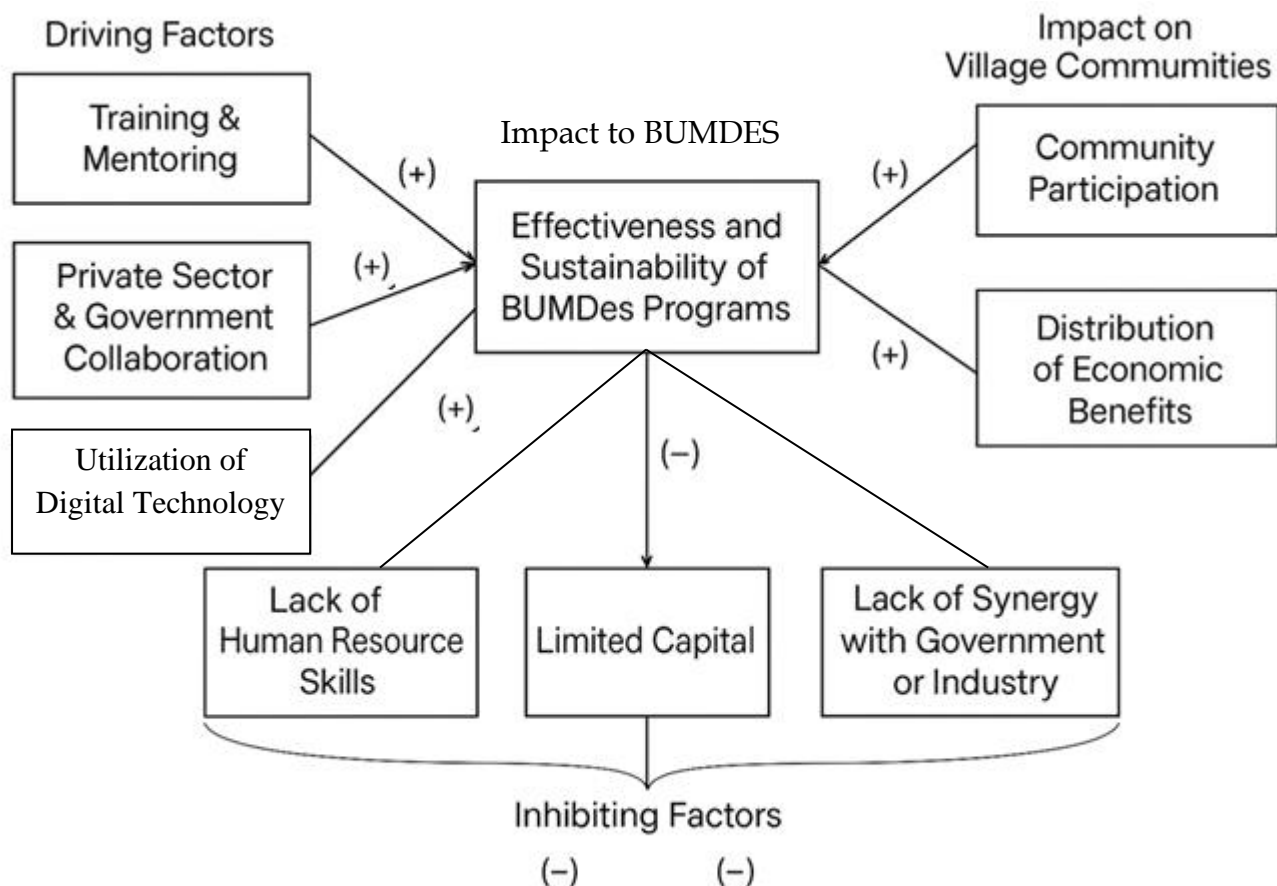 Driving Factors
Training &
Mentoring
(+)
Private Sector
& Government
Collaboration
(+),
Utilization of
Digital Technology
(+),
Impact to BUMDES
Effectiveness and
Sustainability of
BUMDes Programs
Impact on
Village Commumities
Community
Participation
(+)
Distribution
of Economic
Benefits
(+)
(–)
Lack of
Human Resource
Skills
Limited Capital
Lack of Synergy
with Government
or Industry
Inhibiting Factors
(–) (–)